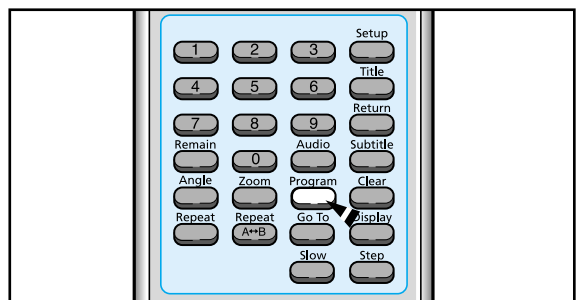 Setup
1 2 3
Title
4 5 6
Return
7 8 9
Remain Audio Subtitle
0
Angle Zoom Program Clear
Repeat Repeat Go To Display
A↔B
Slow Step